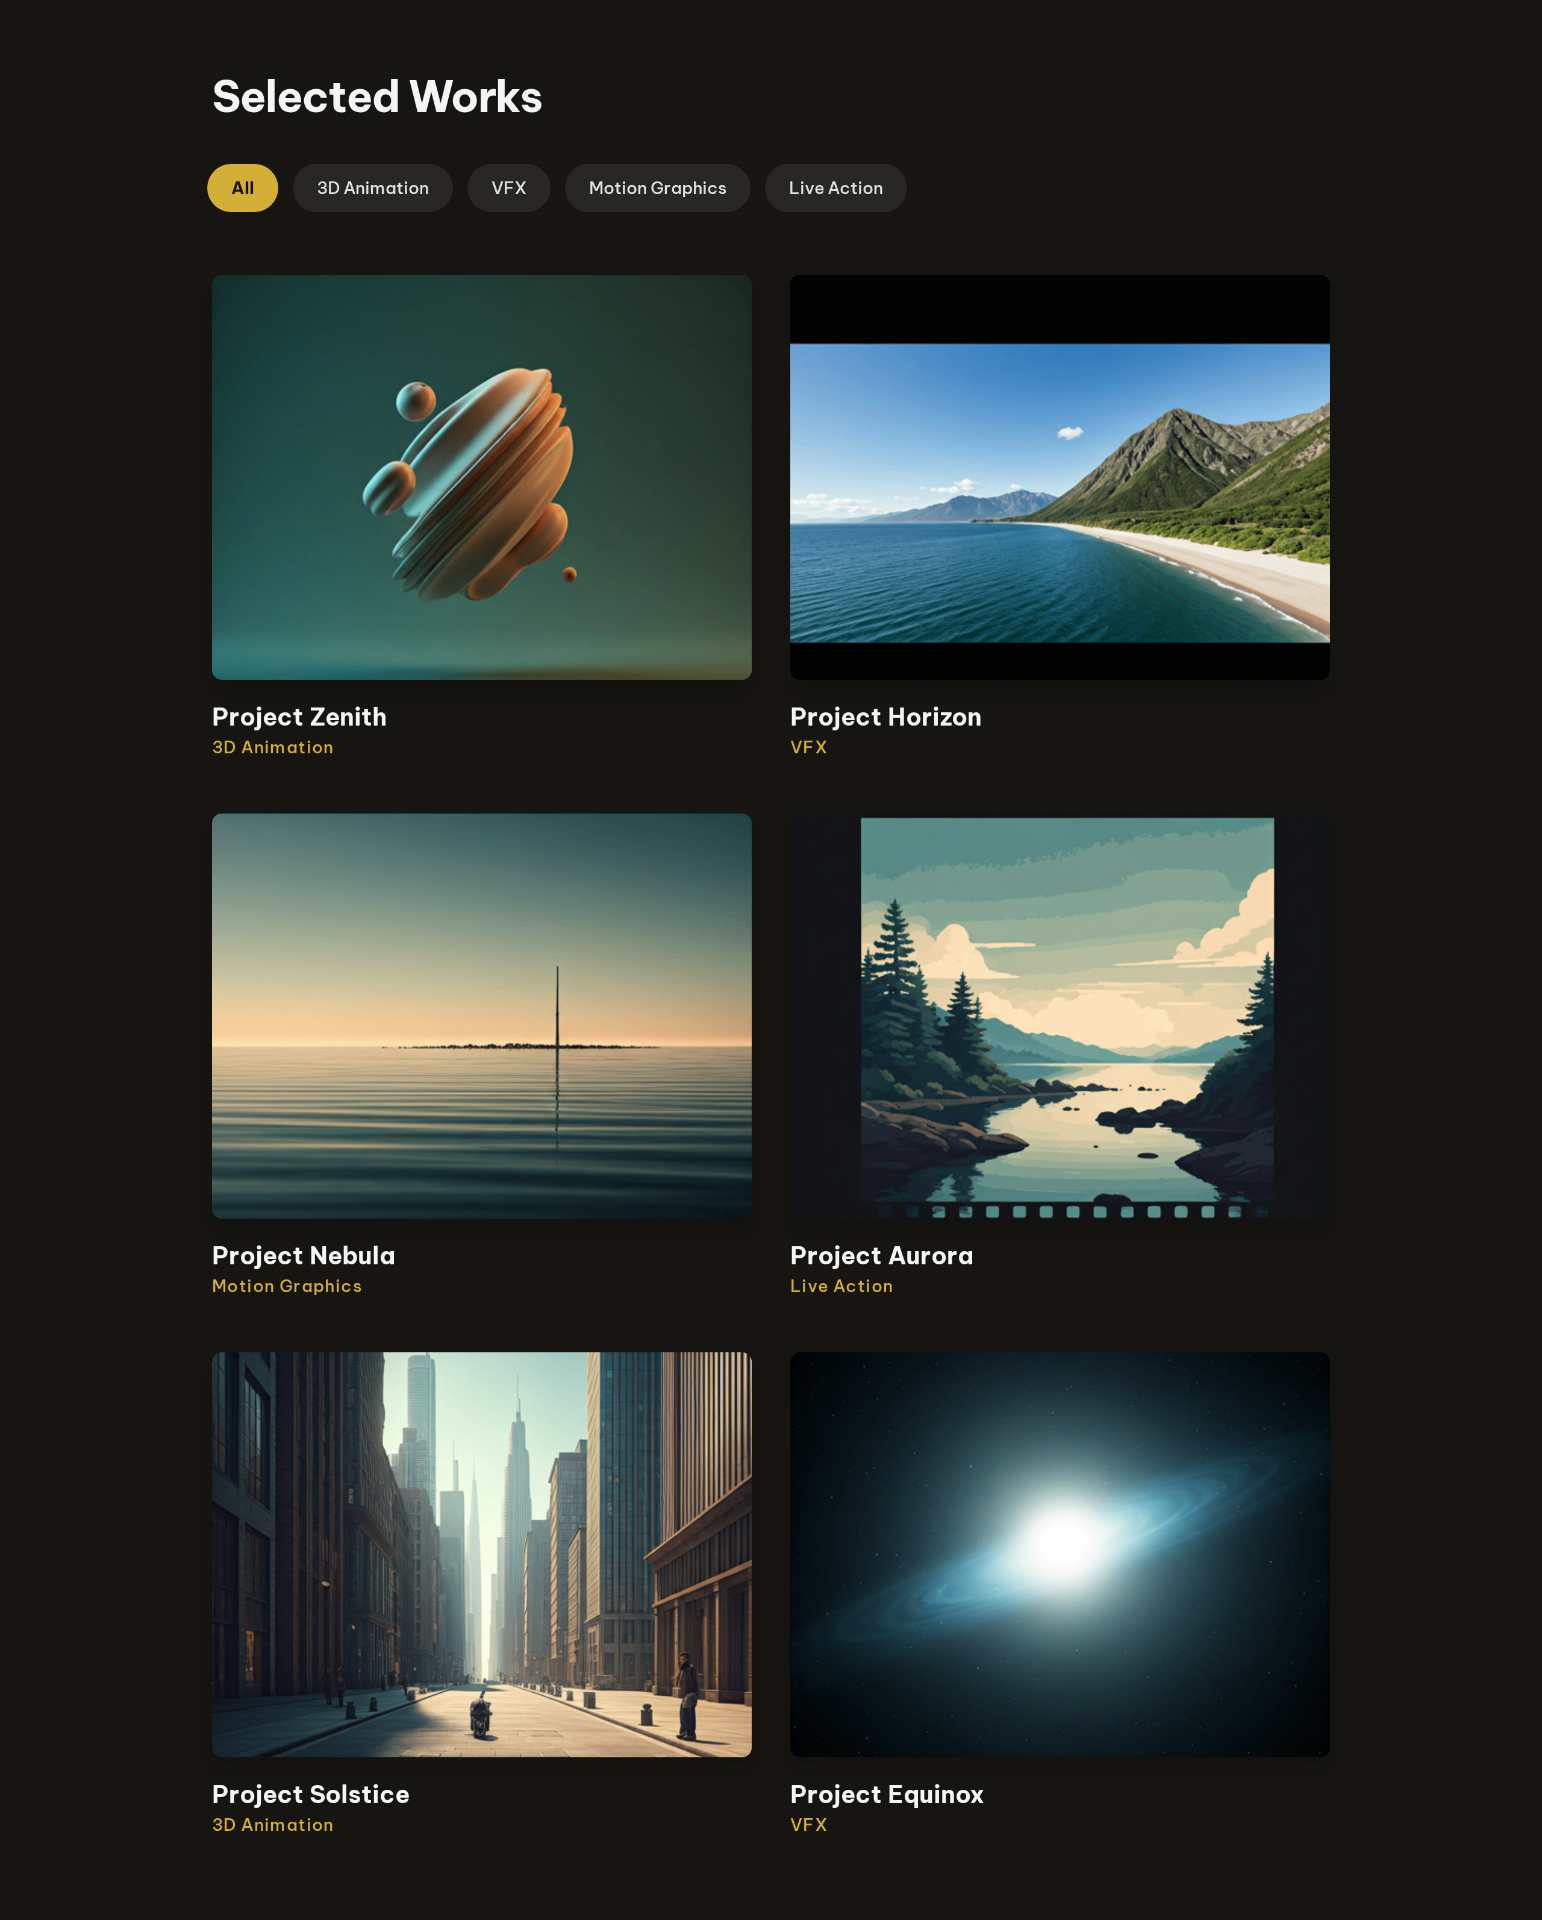 Selected Works
All
3D Animation
VFX
Motion Graphics
Live Action
Project Zenith
3D Animation
Project Horizon
VFX
Project Nebula
Motion Graphics
Project Aurora
Live Action
Project Solstice
3D Animation
Project Equinox
VFX